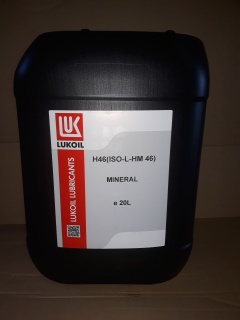 LUKOIL
LUKOIL LUBRICANTS
H46(ISO-L-HM 46)
MINERAL
e 20L